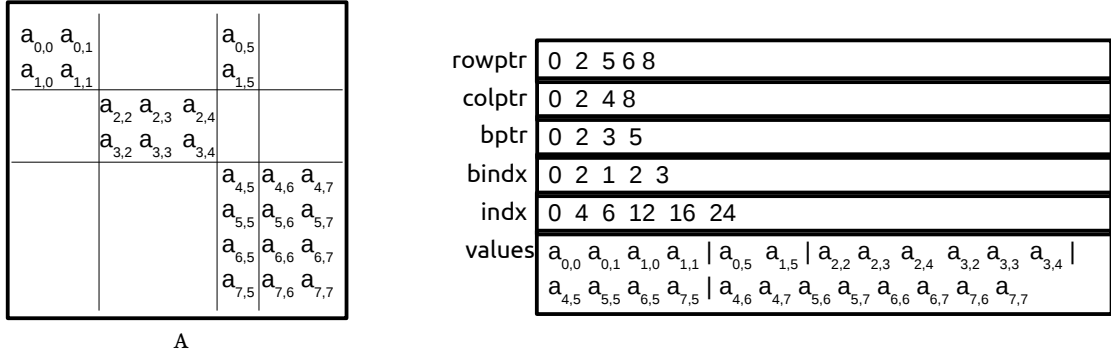 a0,0 a0,1 a0,5
a1,0 a1,1 a1,5
a2,2 a2,3 a2,4
a3,2 a3,3 a3,4
a4,5 a4,6 a4,7
a5,5 a5,6 a5,7
a6,5 a6,6 a6,7
a7,5 a7,6 a7,7
A
rowptr 0 2 5 6 8
colptr 0 2 4 8
bptr 0 2 3 5
bindx 0 2 1 2 3
indx 0 4 6 12 16 24
values a0,0 a0,1 a1,0 a1,1 | a0,5 a1,5 | a2,2 a2,3 a2,4 a3,2 a3,3 a3,4 |
a4,5 a5,5 a6,5 a7,5 | a4,6 a4,7 a5,6 a5,7 a6,6 a6,7 a7,6 a7,7